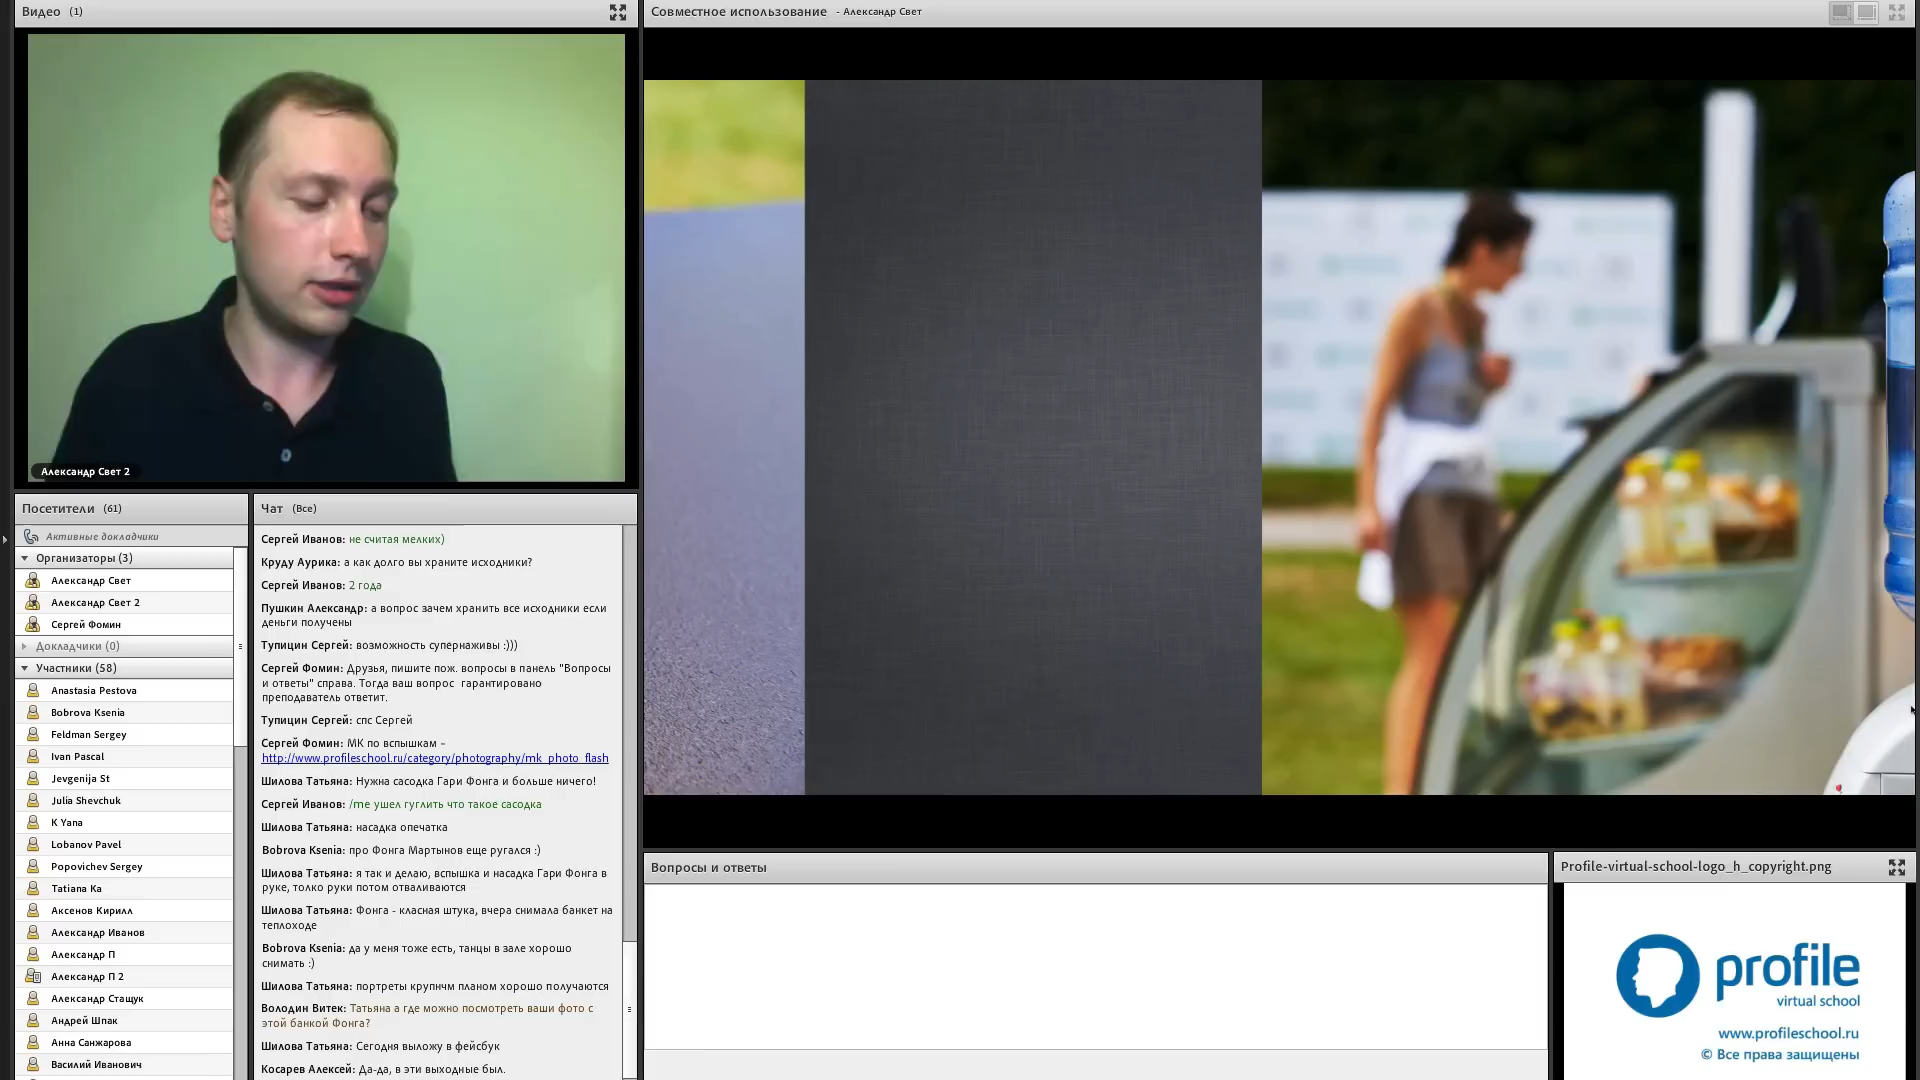 Видео (1)
Совместное использование - Александр Свет
Александр Свет 2
Посетители (61)
Активные докладчики
Организаторы (3)
Александр Свет
Александр Свет 2
Сергей Фомин
Докладчики (0)
Участники (58)
Anastasia Pestova
Bobrova Ksenia
Feldman Sergey
Ivan Pascal
Jevgenija St
Julia Shevchuk
K Yana
Lobanov Pavel
Popovichev Sergey
Tatiana Ka
Аксенов Кирилл
Александр Иванов
Александр П
Александр П 2
Александр Стащук
Андрей Шпак
Анна Санжарова
Василий Иванович
Чат (Все)
Сергей Иванов: не считая мелких)
Круду Аурика: а как долго вы храните исходники?
Сергей Иванов: 2 года
Пушкин Александр: а вопрос зачем хранить все исходники если
деньги получены
Тупицин Сергей: возможность супернаживы :)))
Сергей Фомин: Друзья, пишите пож. вопросы в панель "Вопросы
и ответы" справа. Тогда ваш вопрос гарантировано
преподаватель ответит.
Тупицин Сергей: спс Сергей
Сергей Фомин: МК по вспышкам –
http://www.profileschool.ru/category/photography/mk_photo_flash
Шилова Татьяна: Нужна сасодка Гари Фонга и больше ничего!
Сергей Иванов: /me ушел гуглить что такое сасодка
Шилова Татьяна: насадка опечатка
Bobrova Ksenia: про Фонга Мартынов еще ругался :)
Шилова Татьяна: я так и делаю, вспышка и насадка Гари Фонга в
руке, толко руки потом отваливаются
Шилова Татьяна: Фонга - класная штука, вчера снимала банкет на
теплоходе
Bobrova Ksenia: да у меня тоже есть, танцы в зале хорошо
снимать :)
Шилова Татьяна: портреты крупнчм планом хорошо получаются
Володин Витек: Татьяна а где можно посмотреть ваши фото с
этой банкой Фонга?
Шилова Татьяна: Сегодня выложу в фейсбук
Косарев Алексей: Да-да, в эти выходные был.
Вопросы и ответы
Profile-virtual-school-logo_h_copyright.png
profile
virtual school
www.profileschool.ru
© Все права защищены